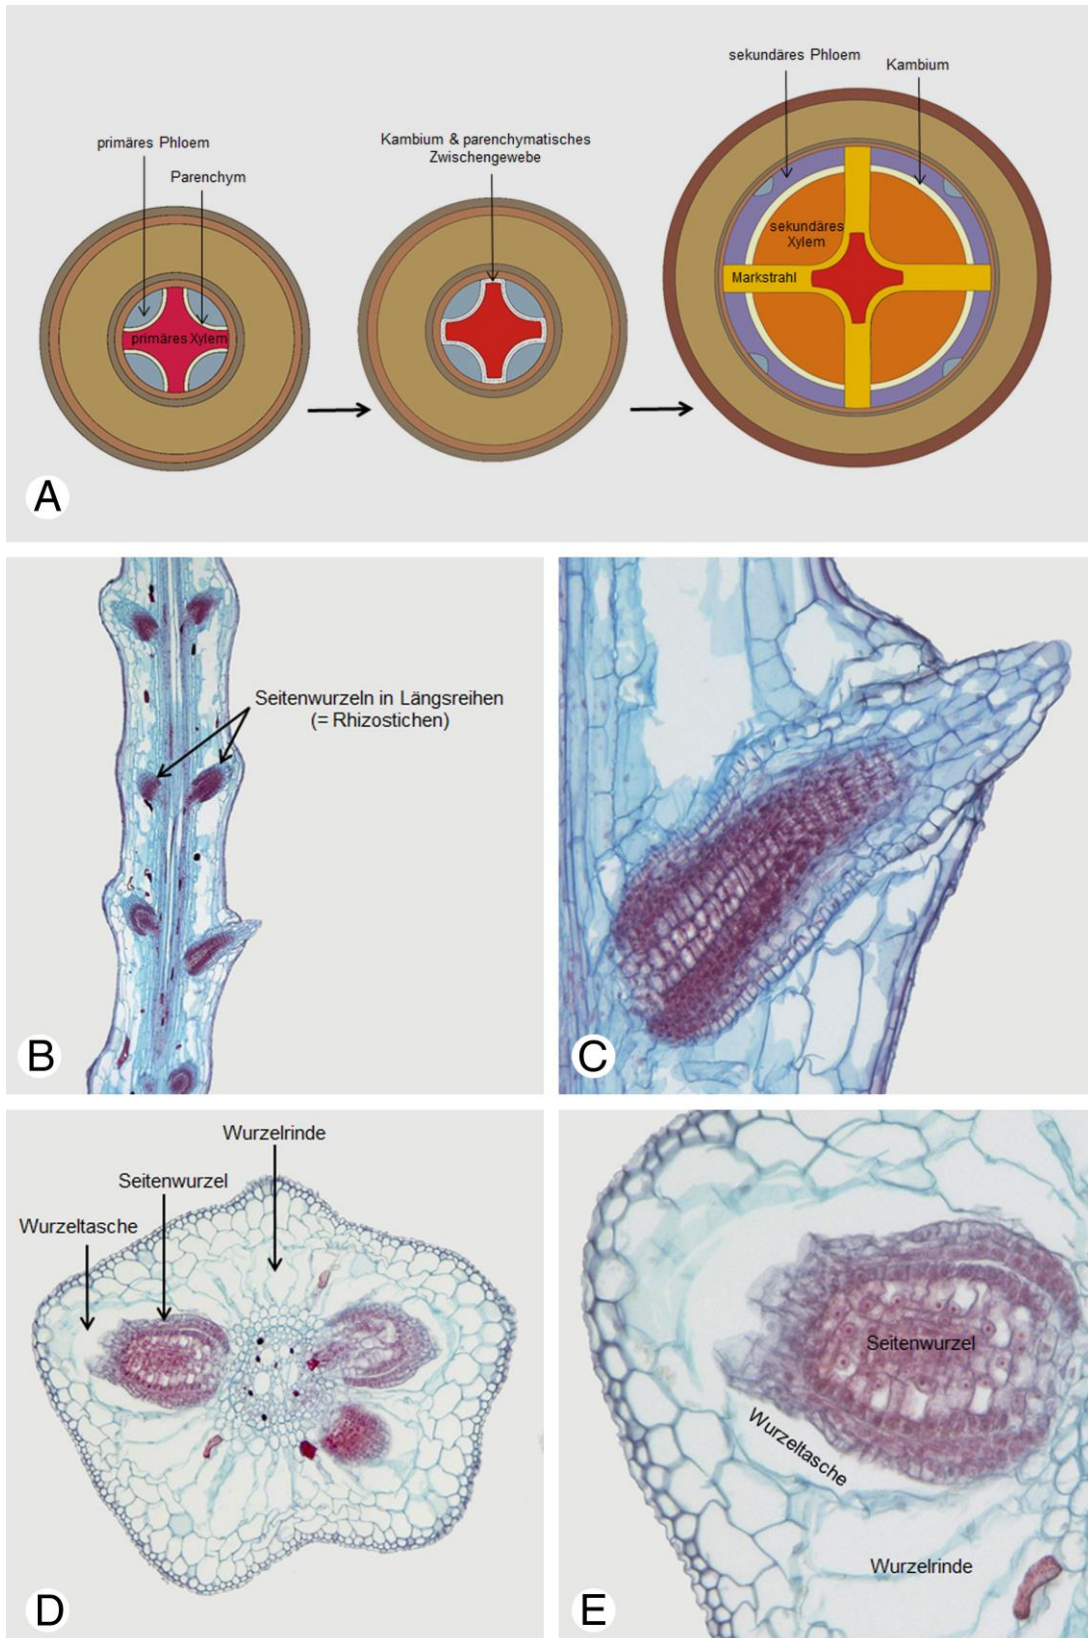 sekundäres Phloem
Kambium
primäres Phloem
Parenchym
Kambium & parenchymatisches
Zwischengewebe
sekundäres
Xylem
Markstrahl
primäres Xylem
A
Seitenwurzeln in Längsreihen
(= Rhizostichen)
B
C
Wurzelrinde
Seitenwurzel
Wurzeltasche
D
Seitenwurzel
Wurzeltasche
Wurzelrinde
E